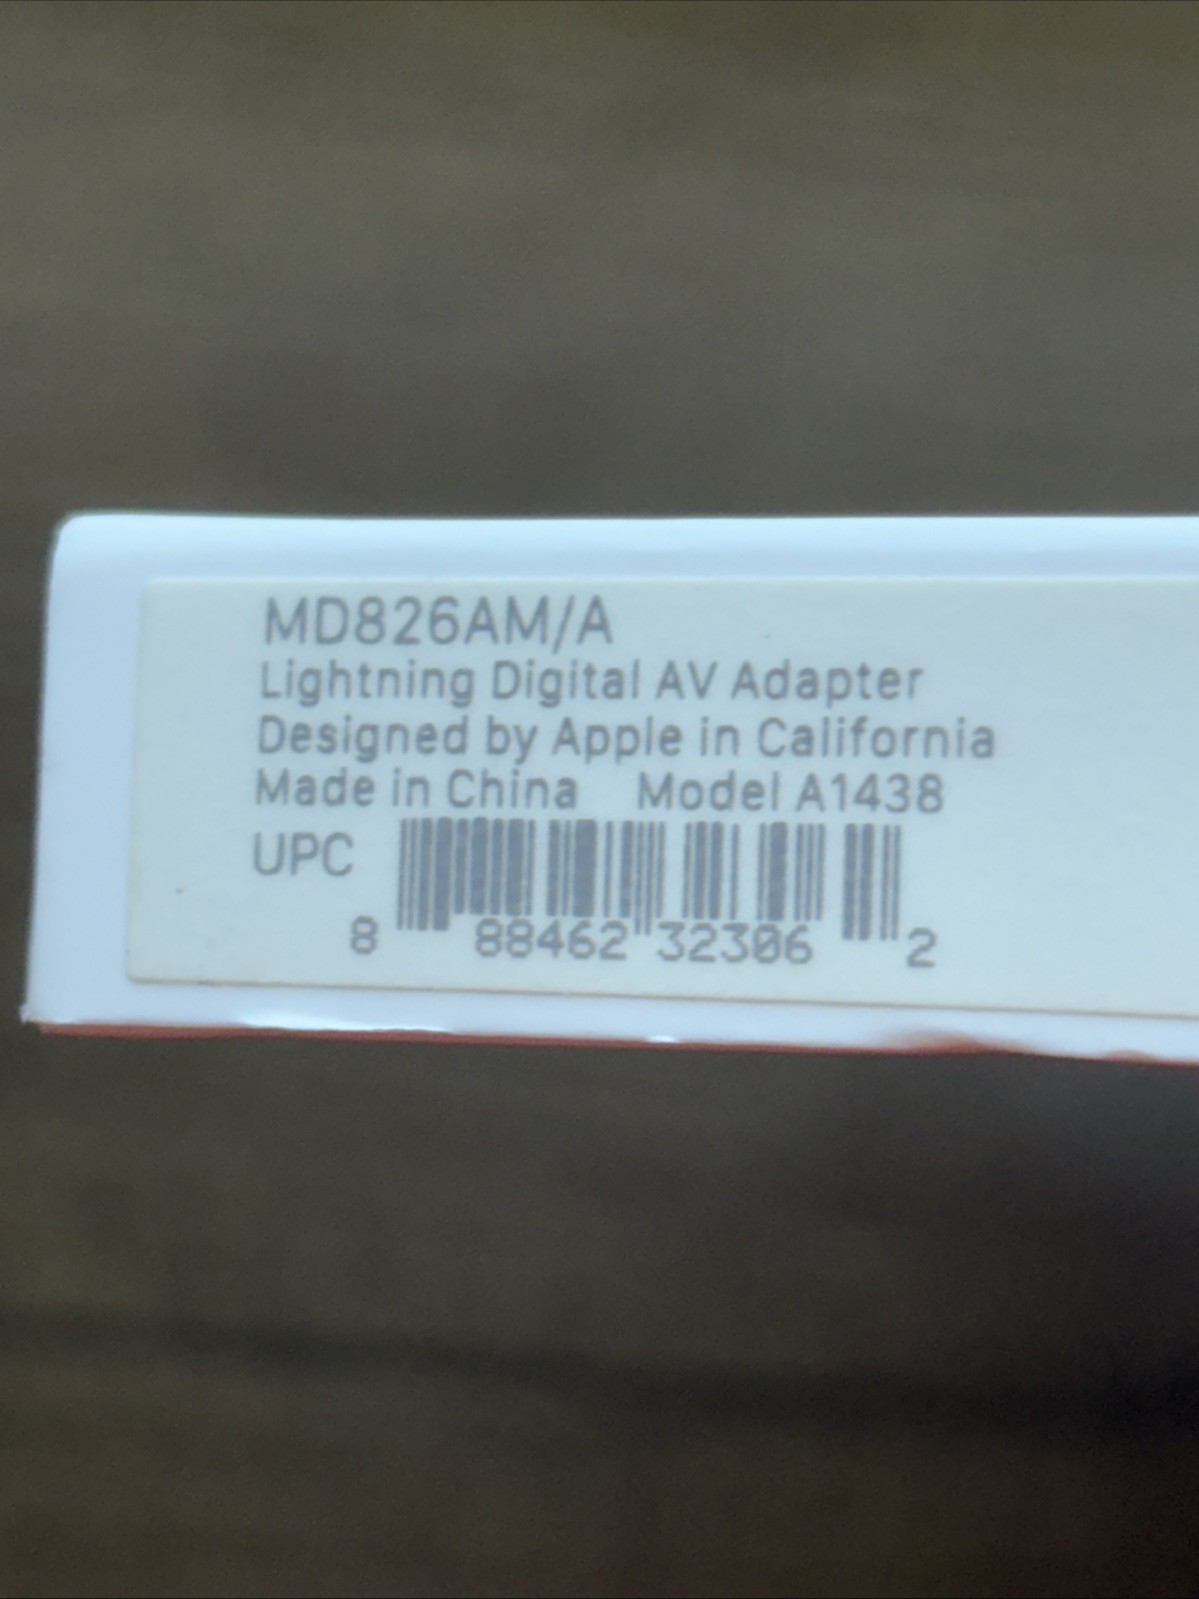 MD826AM/A
Lightning Digital AV Adapter
Designed by Apple in California
Made in China Model A1438
UPC
8 88462 32306 2